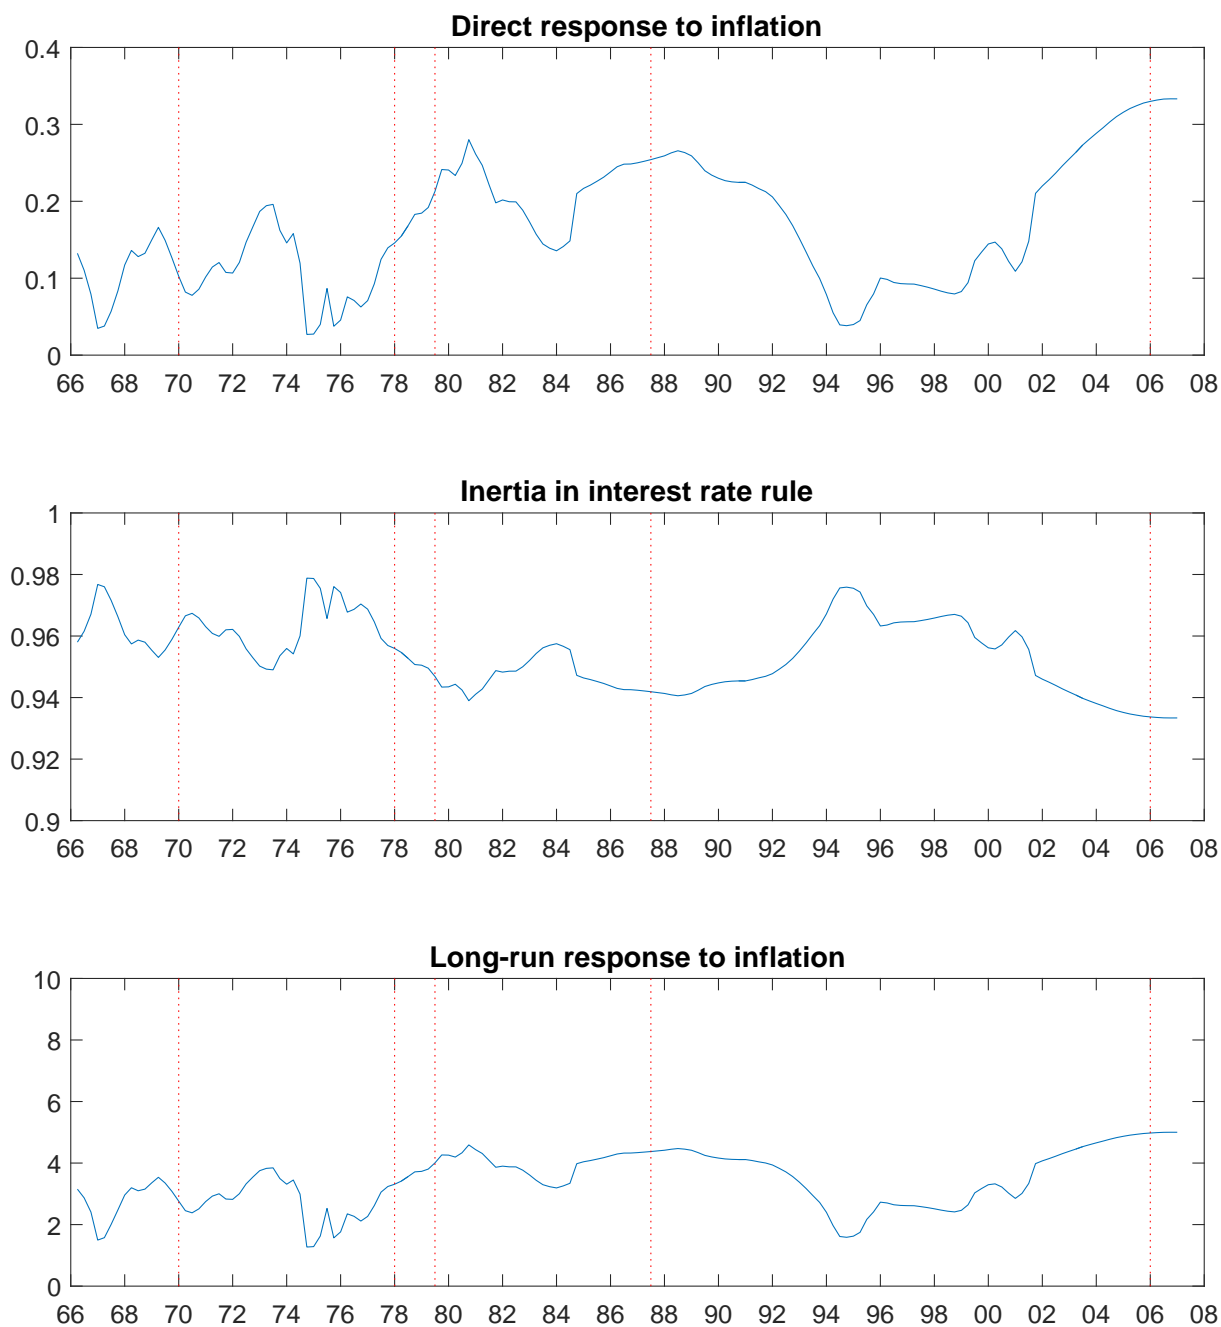 Direct response to inflation
0.4
0.3
0.2
0.1
0
66 68 70 72 74 76 78 80 82 84 86 88 90 92 94 96 98 00 02 04 06 08
Inertia in interest rate rule
1
0.98
0.96
0.94
0.92
0.9
66 68 70 72 74 76 78 80 82 84 86 88 90 92 94 96 98 00 02 04 06 08
Long-run response to inflation
10
8
6
4
2
0
66 68 70 72 74 76 78 80 82 84 86 88 90 92 94 96 98 00 02 04 06 08